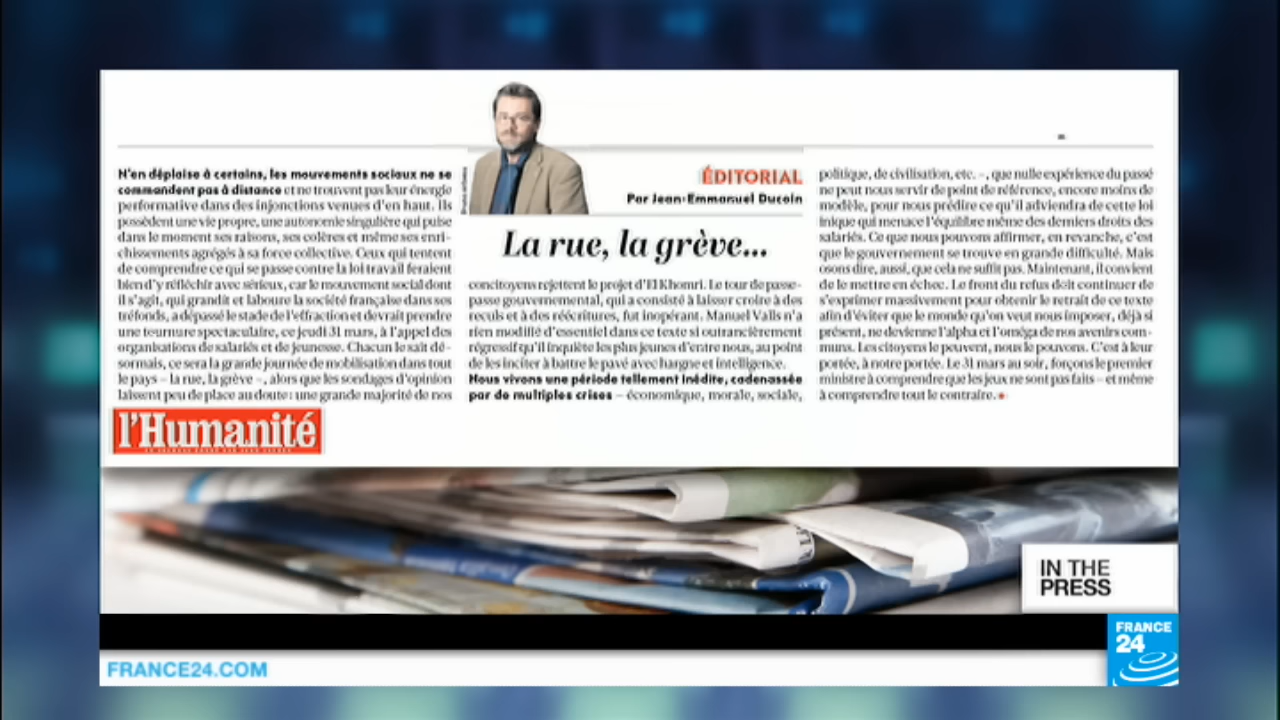 N'en déplaise à certains, les mouvements sociaux ne se
commandent pas à distance et ne trouvent pas leur énergie
performative dans des injonctions venues d'en haut. Ils
possèdent une vie propre, une autonomie singulière qui puise
dans le moment ses raisons, ses colères et même ses enri-
chissements agrégés à sa force collective. Ceux qui tentent
de comprendre ce qui se passe contre la loi travail feraient
bien d'y réfléchir avec sérieux, car le mouvement social dont
il s'agit, qui grandit et laboure la société française dans ses
tréfonds, a dépassé le stade de l'effraction et devrait prendre
une tournure spectaculaire, ce jeudi 31 mars, à l'appel des
organisations de salariés et de jeunesse. Chacun le sait dé-
sormais, ce sera la grande journée de mobilisation dans tout
le pays – la rue, la grève –, alors que les sondages d'opinion
laissent peu de place au doute : une grande majorité de nos
ÉDITORIAL
Par Jean-Emmanuel Ducoin
La rue, la grève...
concitoyens rejettent le projet d'El Khomri. Le tour de passe-
passe gouvernemental, qui a consisté à laisser croire à des
reculs et à des réécritures, fut inopérant. Manuel Valls n'a
rien modifié d'essentiel dans ce texte si outrancièrement
régressif qu'il inquiète les plus jeunes d'entre nous, au point
de les inciter à battre le pavé avec hargne et intelligence.
Nous vivons une période tellement inédite, cadenassée
par de multiples crises – économique, morale, sociale,
politique, de civilisation, etc. –, que nulle expérience du passé
ne peut nous servir de point de référence, encore moins de
modèle, pour nous prédire ce qu'il adviendra de cette loi
inique qui menace l'équilibre même des derniers droits des
salariés. Ce que nous pouvons affirmer, en revanche, c'est
que le gouvernement se trouve en grande difficulté. Mais
osons dire, aussi, que cela ne suffit pas. Maintenant, il convient
de le mettre en échec. Le front du refus doit continuer de
s'exprimer massivement pour obtenir le retrait de ce texte
afin d'éviter que le monde qu'on veut nous imposer, déjà si
présent, ne devienne l'alpha et l'oméga de nos avenirs com-
muns. Les citoyens le peuvent, nous le pouvons. C'est à leur
portée, à notre portée. Le 31 mars au soir, forçons le premier
ministre à comprendre que les jeux ne sont pas faits – et même
à comprendre tout le contraire.
l'Humanité
IN THE
PRESS
FRANCE
24
FRANCE24.COM